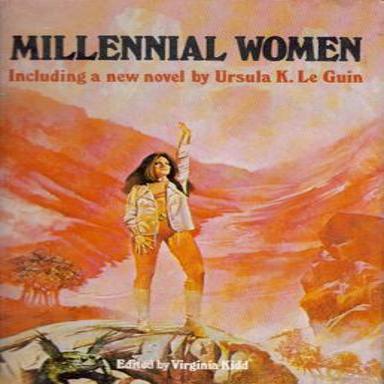 MILLENNIAL WOMEN
Including a new novel by Ursula K. Le Guin
Edited by Virginia Kidd